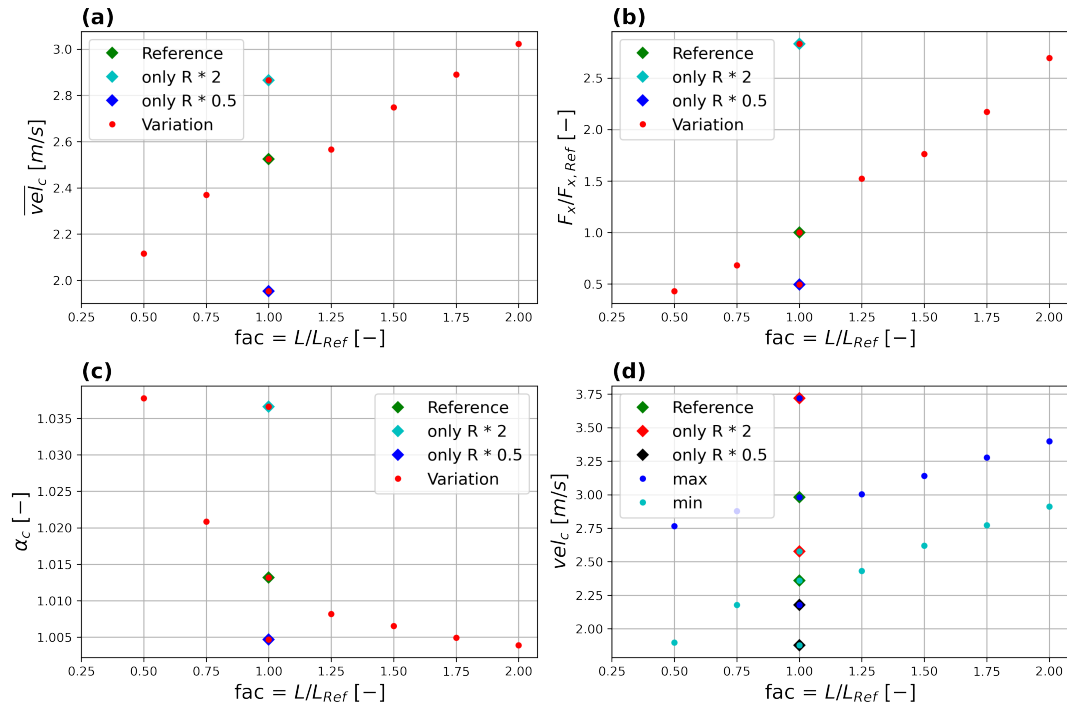 (a)
3.0
2.8
2.6
2.4
2.2
2.0
vel_c [m/s]
Reference
only R * 2
only R * 0.5
Variation
0.25 0.50 0.75 1.00 1.25 1.50 1.75 2.00
fac = L/L_Ref [−]
(b)
2.5
2.0
1.5
1.0
0.5
F_x/F_x,Ref [−]
Reference
only R * 2
only R * 0.5
Variation
0.25 0.50 0.75 1.00 1.25 1.50 1.75 2.00
fac = L/L_Ref [−]
(c)
1.035
1.030
1.025
1.020
1.015
1.010
1.005
α_c [−]
Reference
only R * 2
only R * 0.5
Variation
0.25 0.50 0.75 1.00 1.25 1.50 1.75 2.00
fac = L/L_Ref [−]
(d)
3.75
3.50
3.25
3.00
2.75
2.50
2.25
2.00
vel_c [m/s]
Reference
only R * 2
only R * 0.5
max
min
0.25 0.50 0.75 1.00 1.25 1.50 1.75 2.00
fac = L/L_Ref [−]